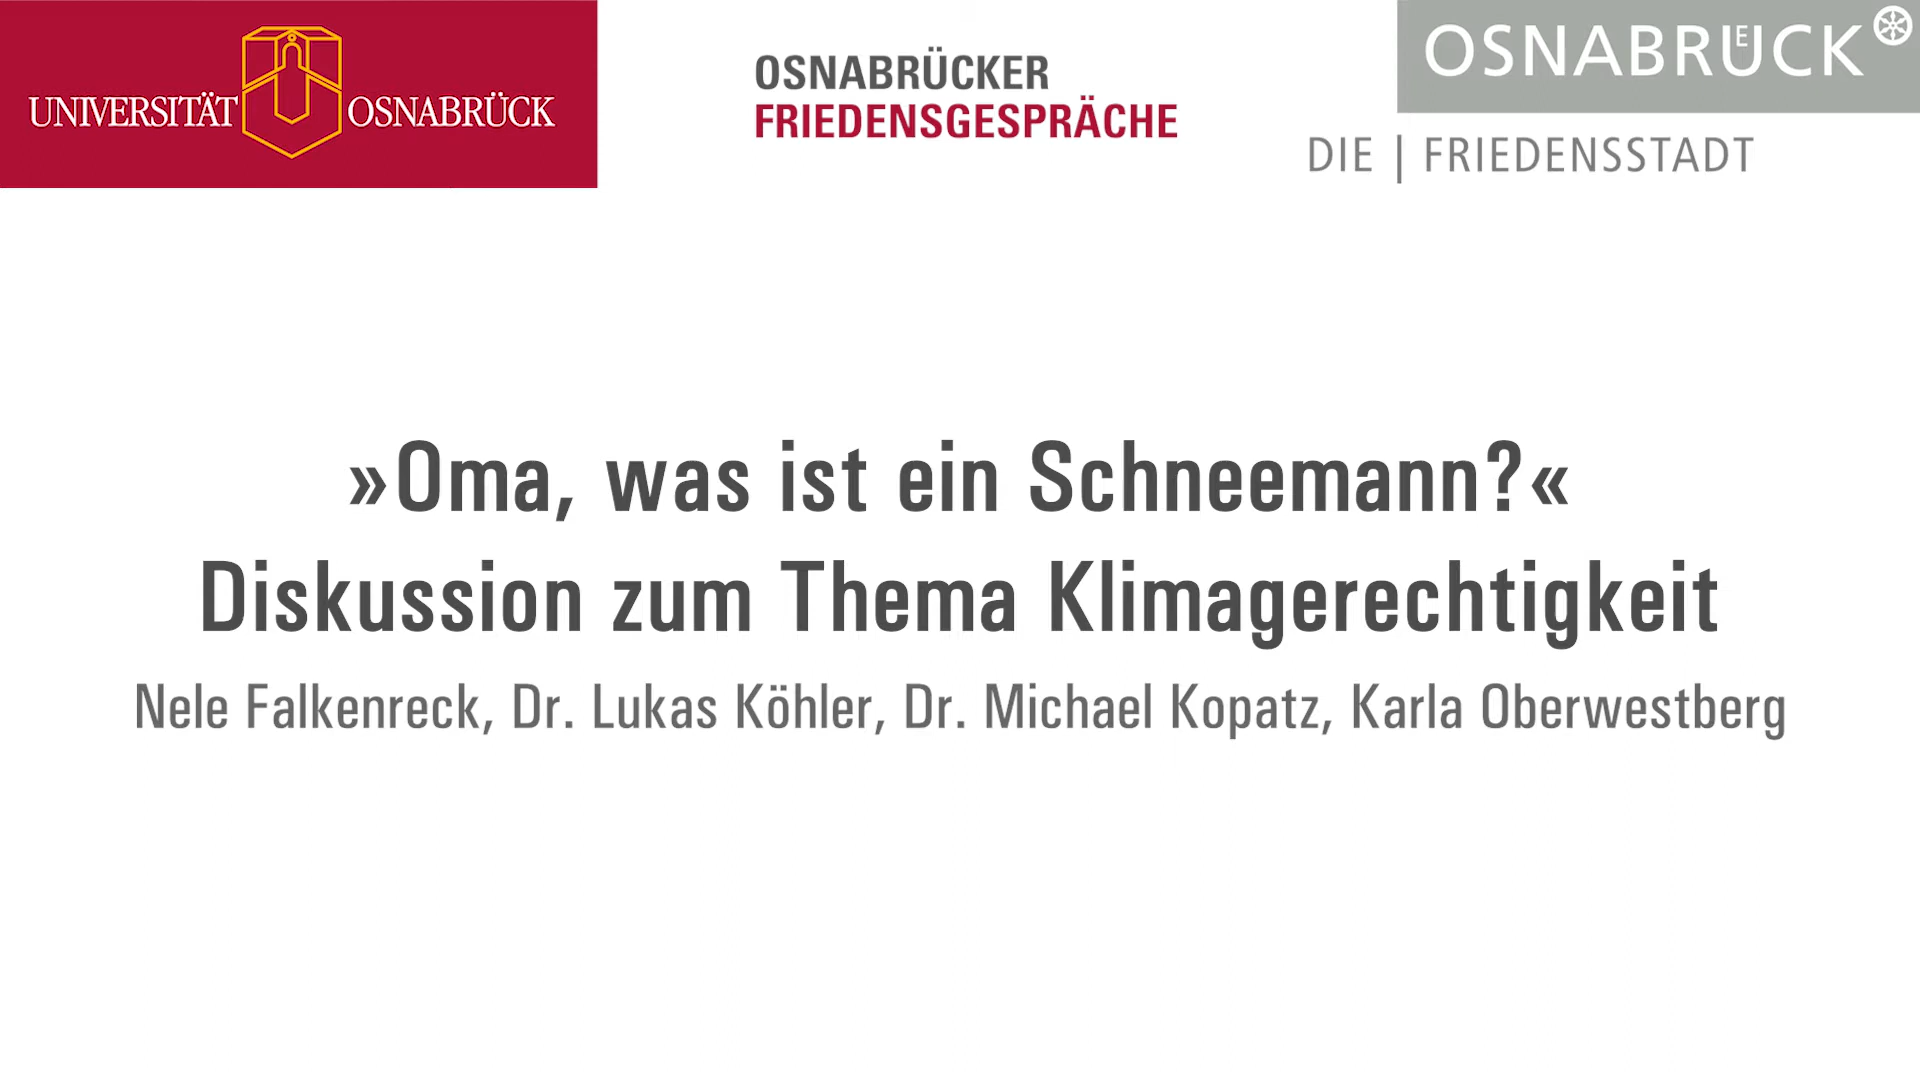 UNIVERSITÄT OSNABRÜCK
OSNABRÜCKER
FRIEDENSGESPRÄCHE
OSNABRÜCK
DIE | FRIEDENSSTADT
»Oma, was ist ein Schneemann?«
Diskussion zum Thema Klimagerechtigkeit
Nele Falkenreck, Dr. Lukas Köhler, Dr. Michael Kopatz, Karla Oberwestberg